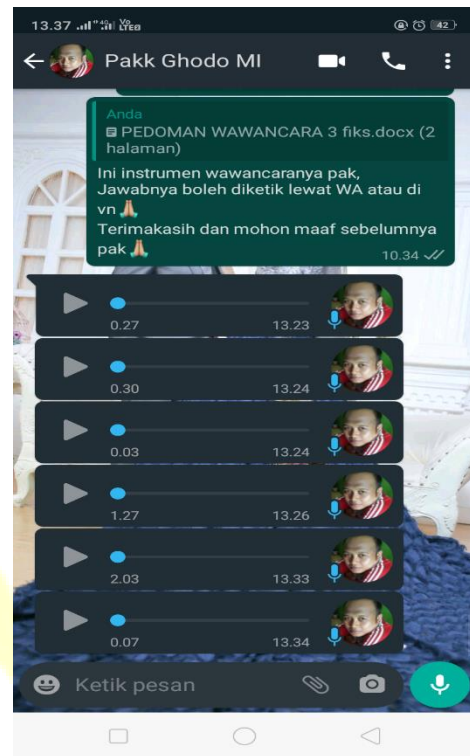 13.37
42
Pakk Ghodo MI
Anda
PEDOMAN WAWANCARA 3 fiks.docx (2
halaman)
Ini instrumen wawancaranya pak,
Jawabnya boleh diketik lewat WA atau di
vn 🙏
Terimakasih dan mohon maaf sebelumnya
pak 🙏
10.34
0.27 13.23
0.30 13.24
0.03 13.24
1.27 13.26
2.03 13.33
0.07 13.34
Ketik pesan